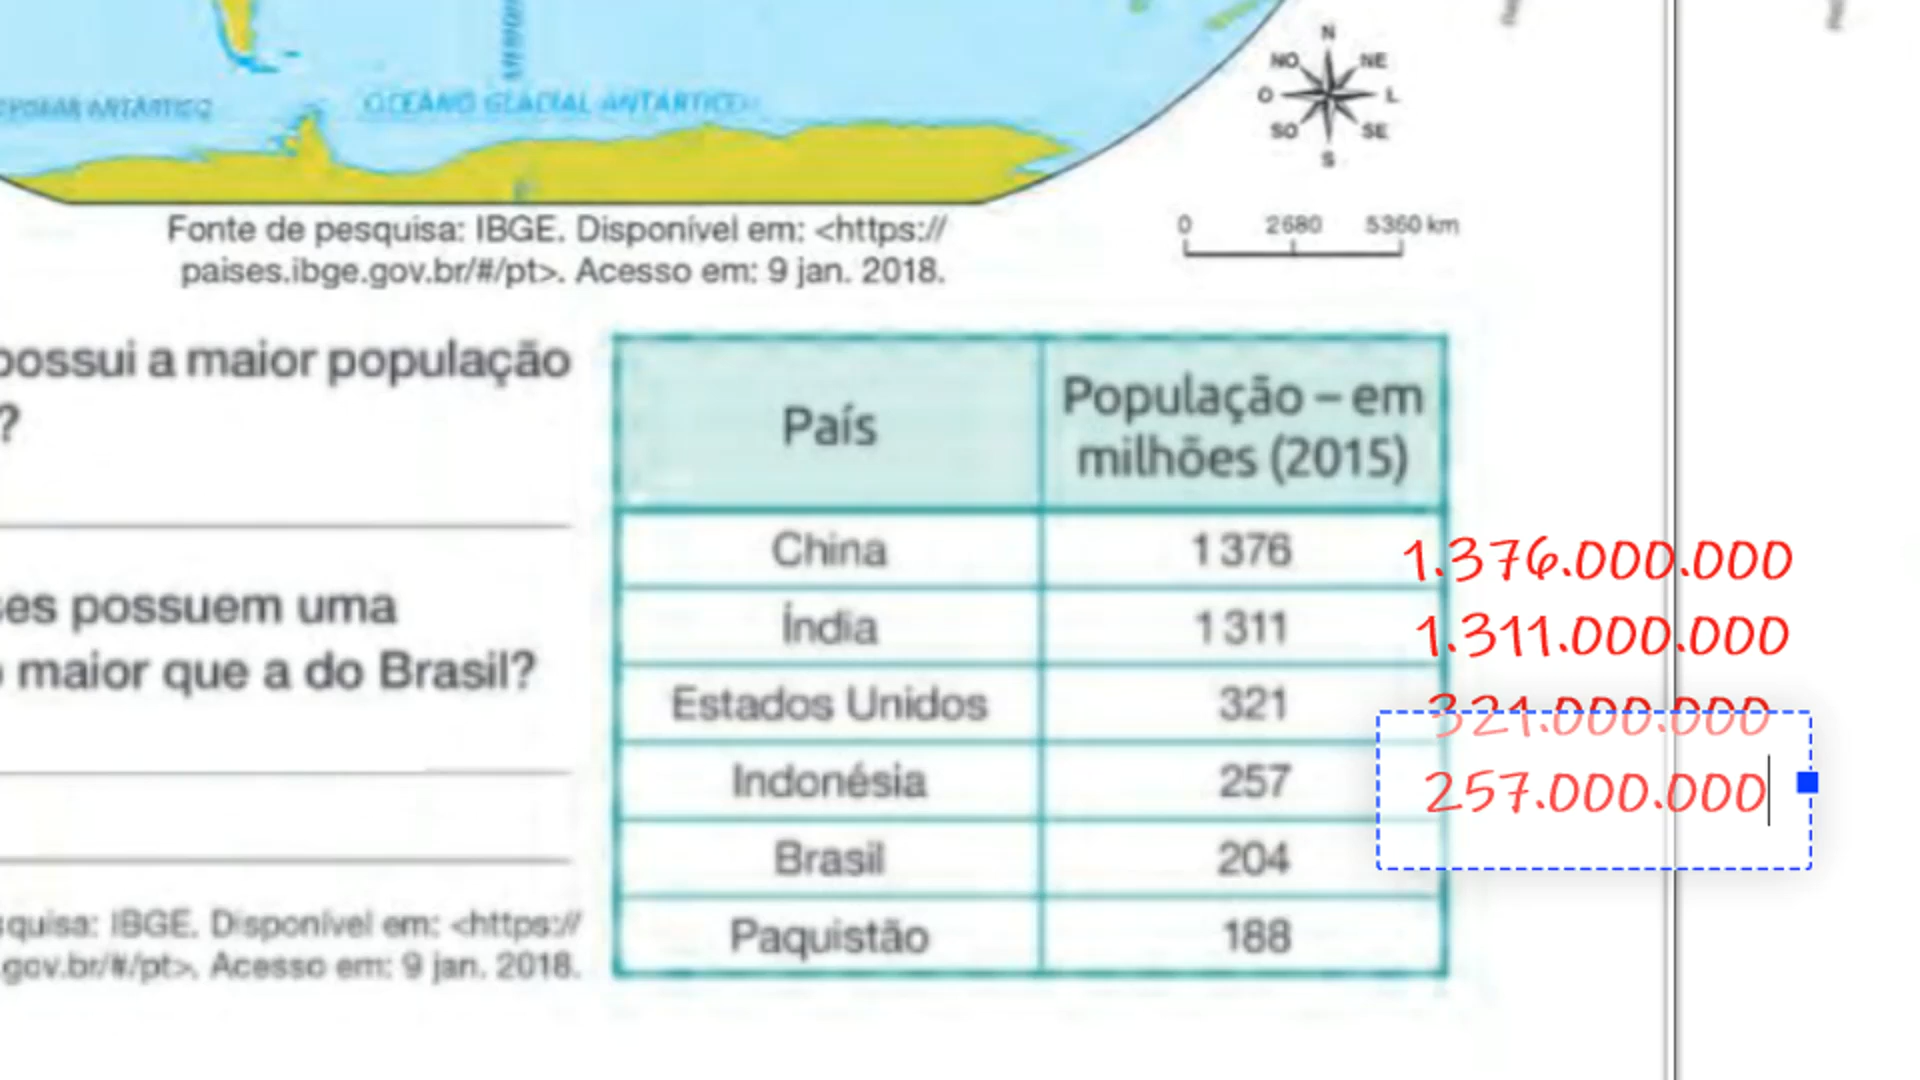 N
NO NE
O L
SO SE
S
OCEANO GLACIAL ANTÁRTICO
Fonte de pesquisa: IBGE. Disponível em: <https://
paises.ibge.gov.br/#/pt>. Acesso em: 9 jan. 2018.
0 2680 5360 km
possui a maior população
?
es possuem uma
maior que a do Brasil?
squisa: IBGE. Disponível em: <https://
.gov.br/#/pt>. Acesso em: 9 jan. 2018.
País População – em
milhões (2015)
China 1 376 1.376.000.000
Índia 1 311 1.311.000.000
Estados Unidos 321 321.000.000
Indonésia 257 257.000.000
Brasil 204
Paquistão 188